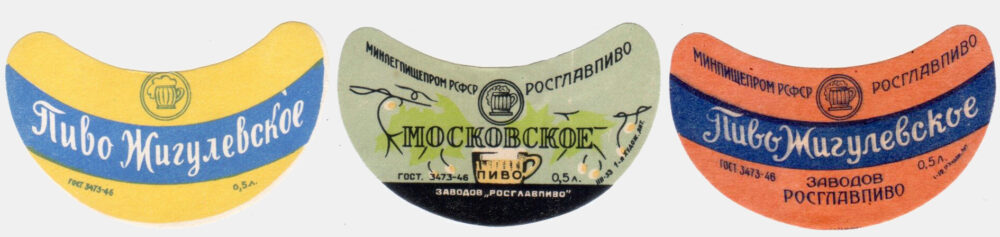 Пиво Жигулевское
ГОСТ 3473-46
0,5 л.
МИНЛЕГПИЩЕПРОМ РСФСР
РОСГЛАВПИВО
МОСКОВСКОЕ
ПИВО
ГОСТ. 3473-46
0,5 л.
ЗАВОДОВ „РОСГЛАВПИВО"
МИНПИЩЕПРОМ РСФСР
РОСГЛАВПИВО
Пиво Жигулевское
ГОСТ 3473-46
0,5 л.
ЗАВОДОВ
РОСГЛАВПИВО